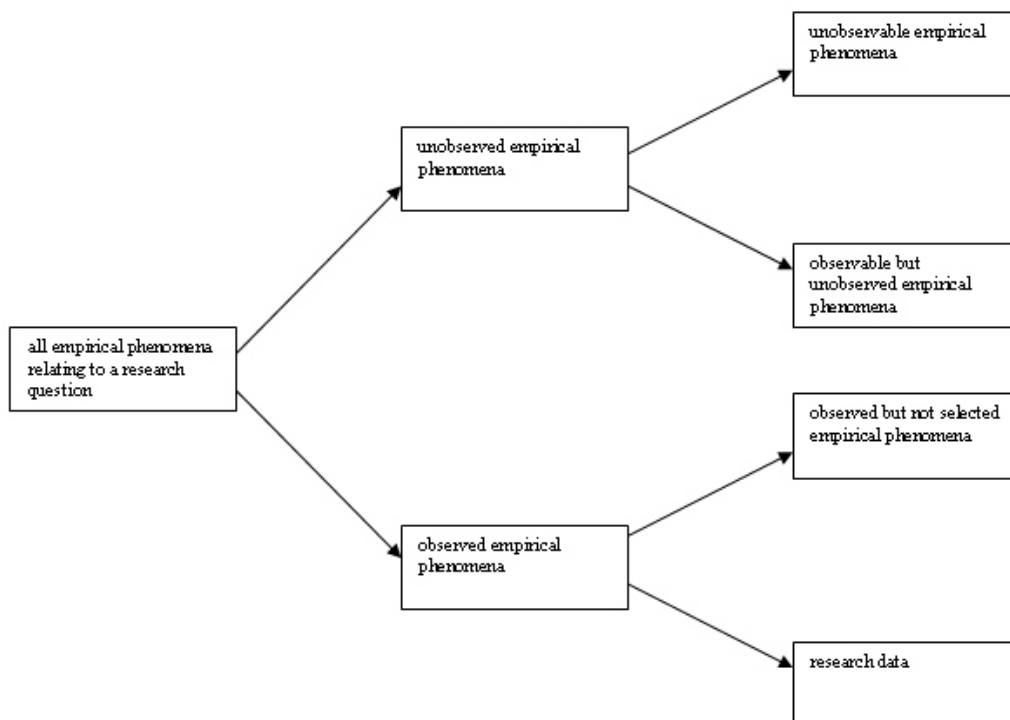 unobservable empirical
phenomena
unobserved empirical
phenomena
observable but
unobserved empirical
phenomena
all empirical phenomena
relating to a research
question
observed but not selected
empirical phenomena
observed empirical
phenomena
research data